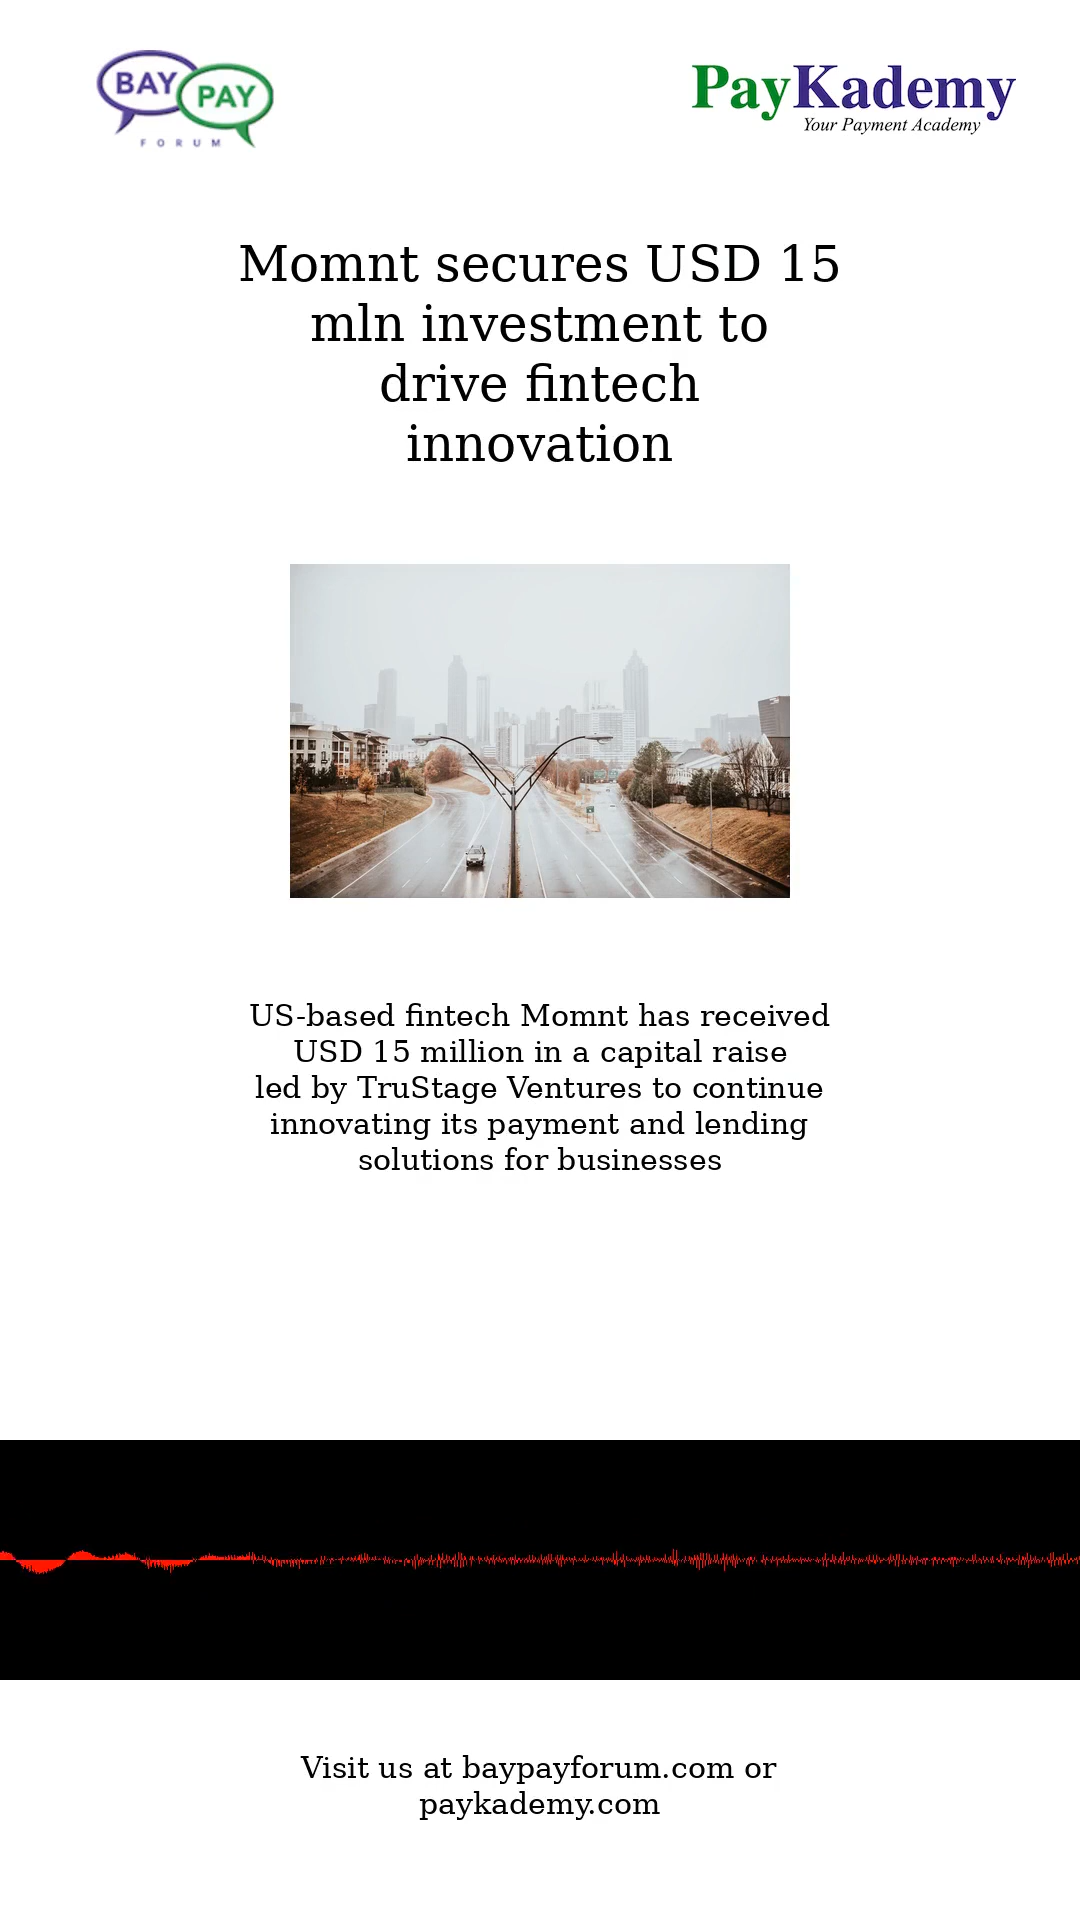 BAY PAY
FORUM
PayKademy
Your Payment Academy
Momnt secures USD 15
mln investment to
drive fintech
innovation
US-based fintech Momnt has received
USD 15 million in a capital raise
led by TruStage Ventures to continue
innovating its payment and lending
solutions for businesses
Visit us at baypayforum.com or
paykademy.com